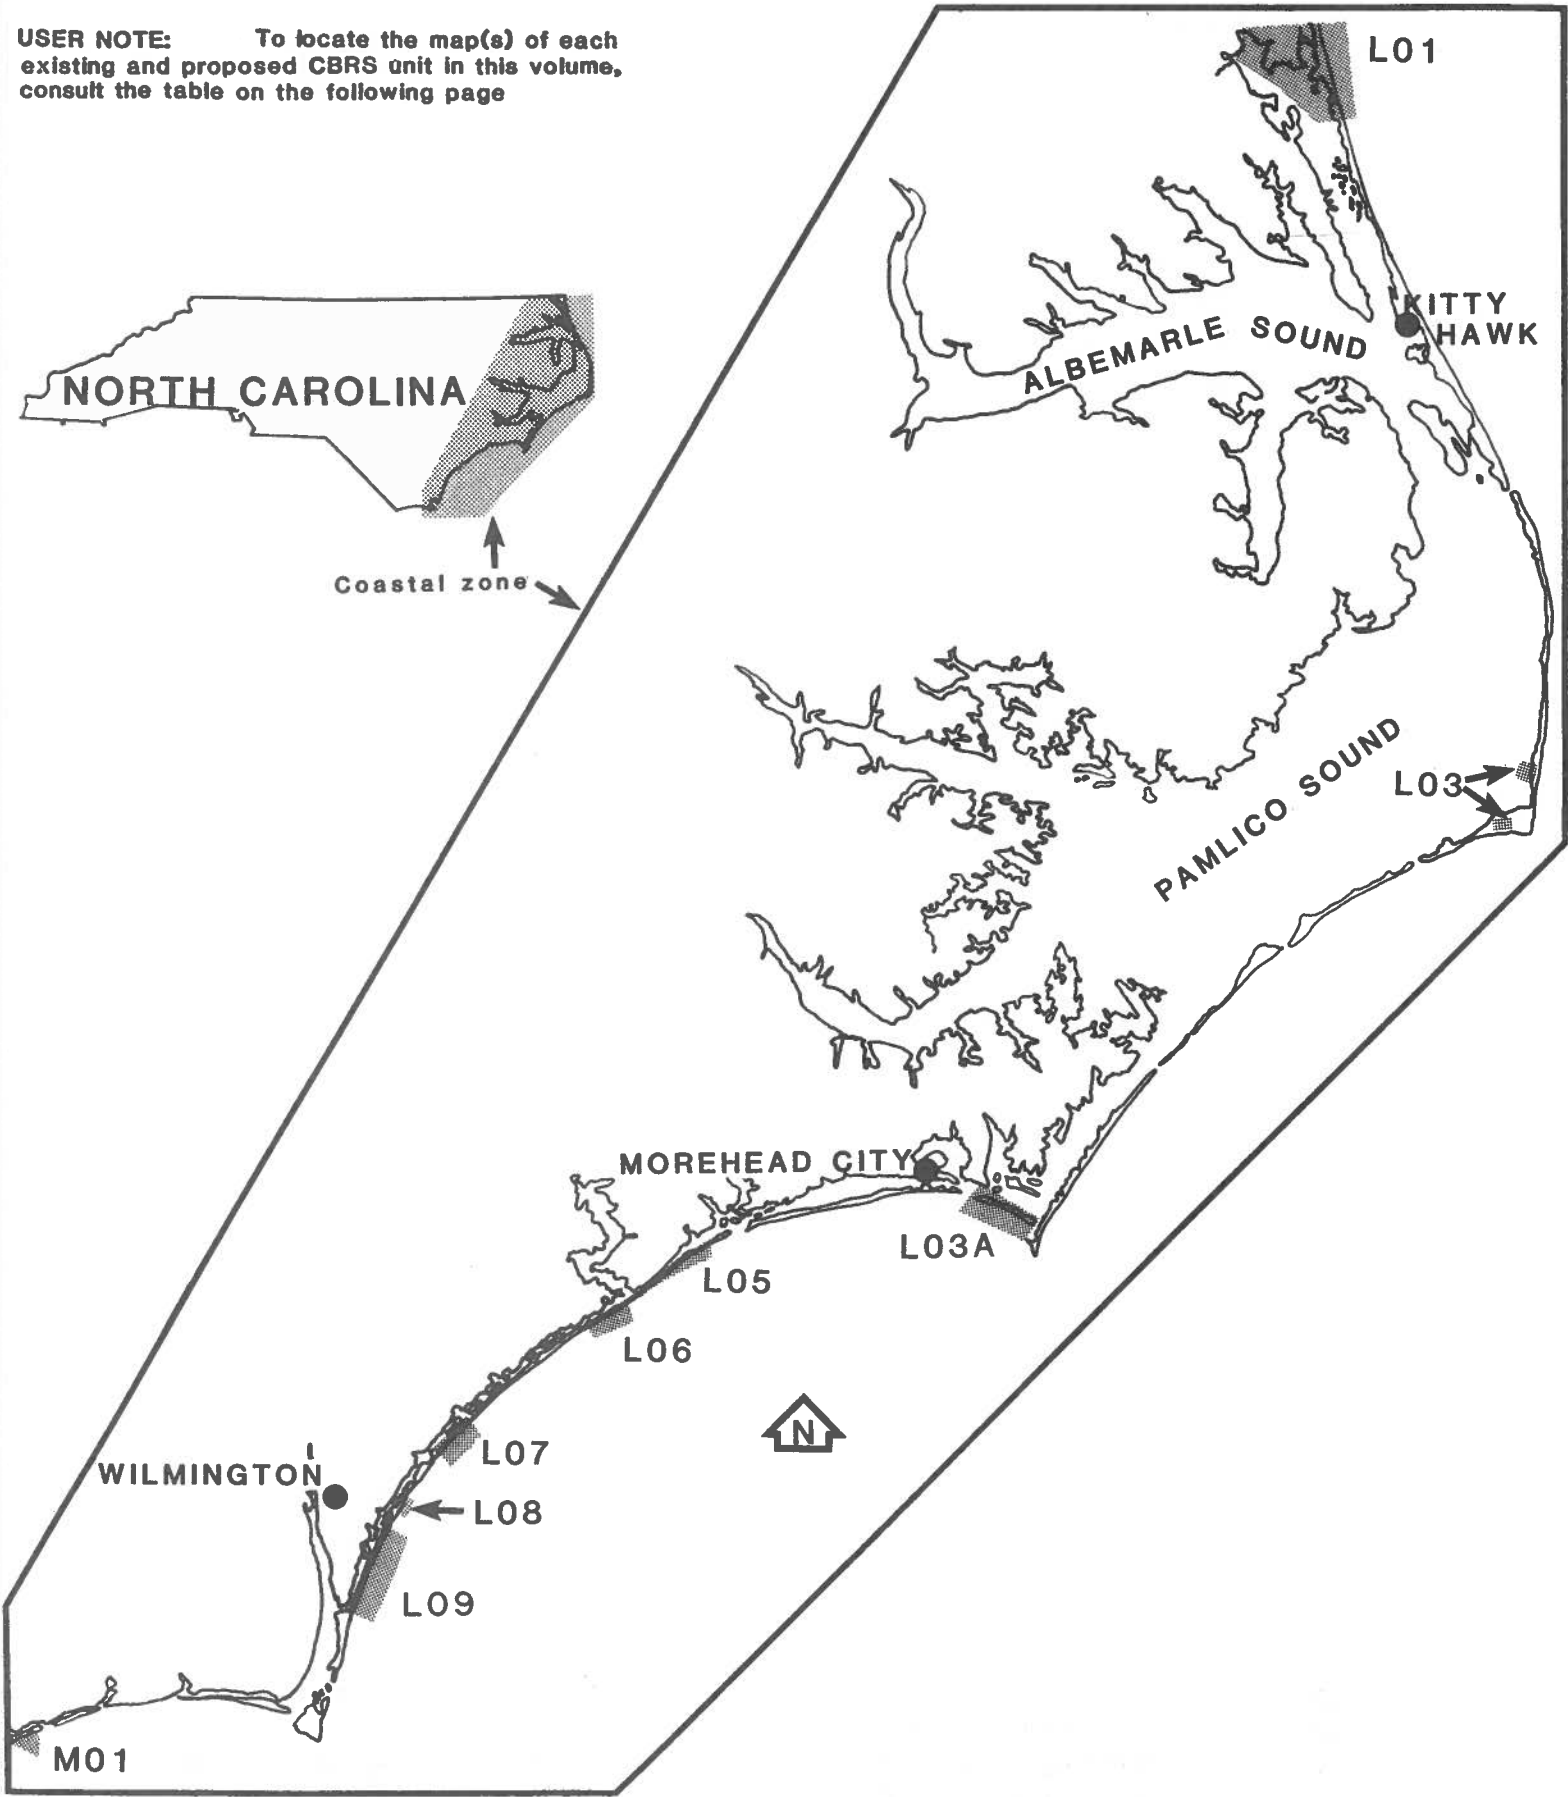 USER NOTE: To locate the map(s) of each
existing and proposed CBRS unit in this volume,
consult the table on the following page
L01
KITTY
HAWK
ALBEMARLE SOUND
NORTH CAROLINA
Coastal zone
PAMLICO SOUND
L03
MOREHEAD CITY
L03A
L05
L06
N
L07
WILMINGTON
L08
L09
M01